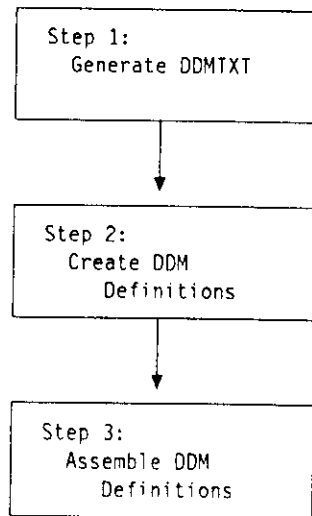 Step 1:
Generate DDMTXT
Step 2:
Create DDM
Definitions
Step 3:
Assemble DDM
Definitions